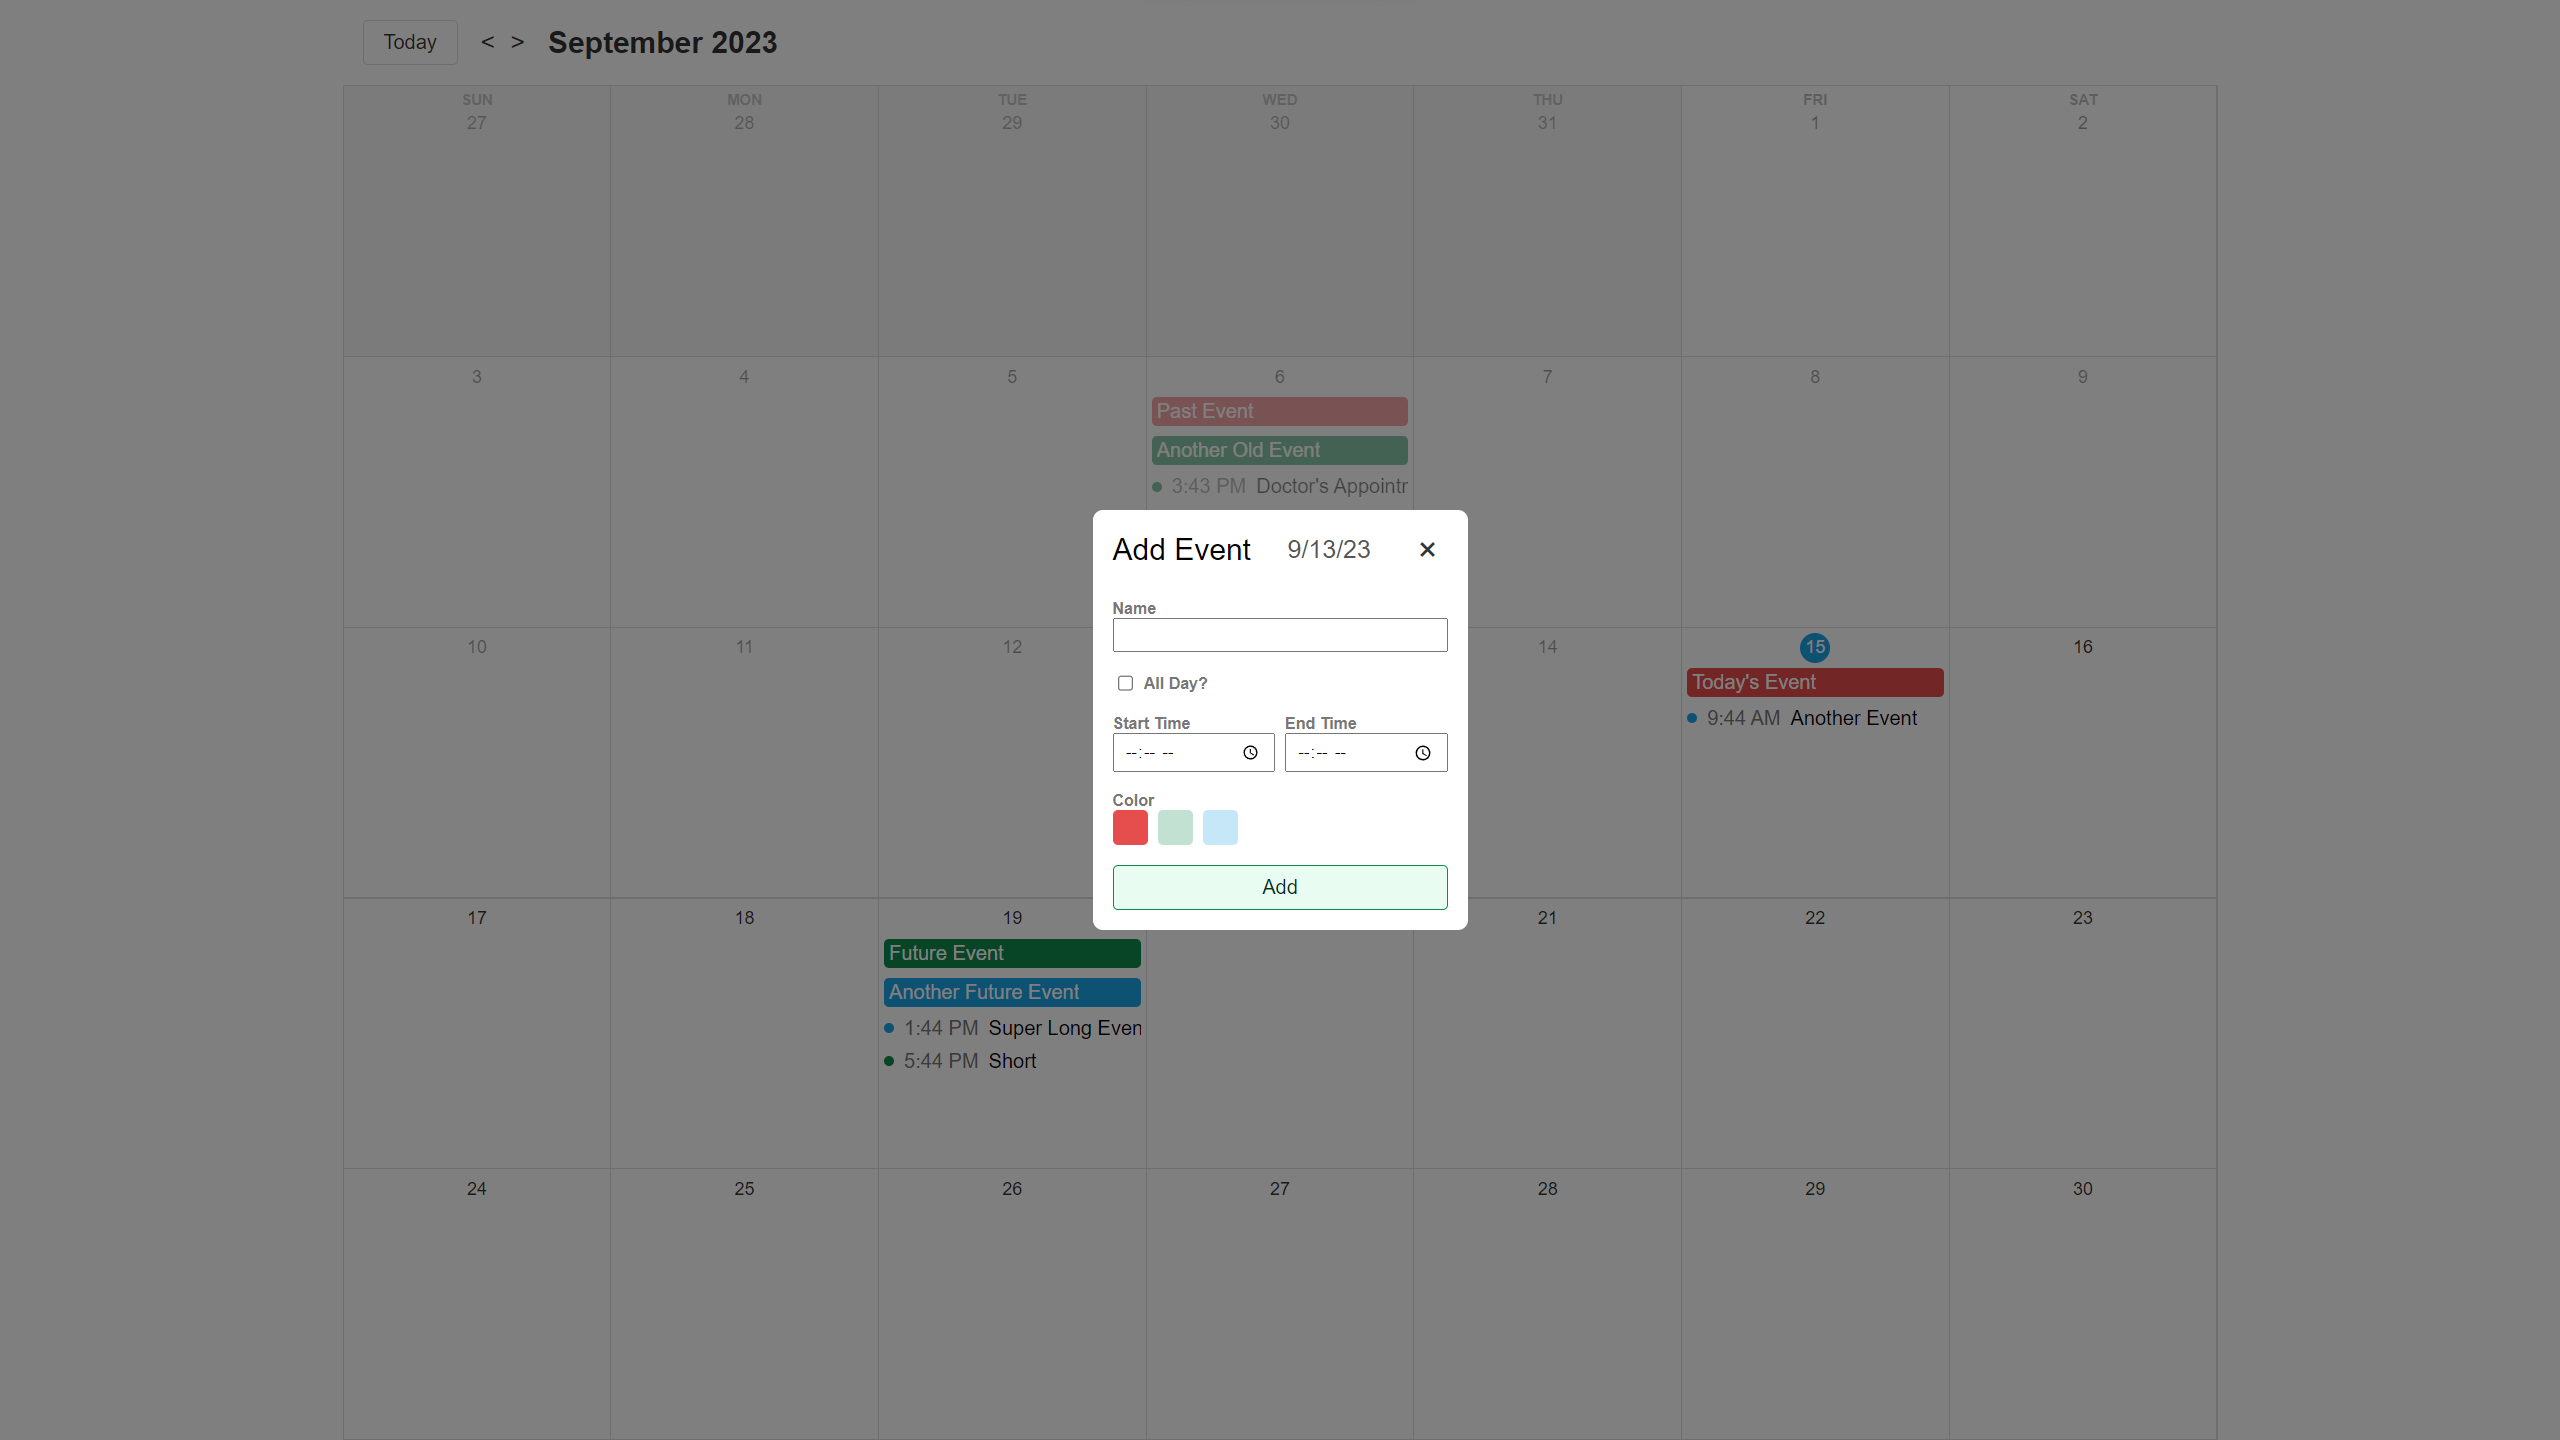 Today < > September 2023
SUN MON TUE WED THU FRI SAT
27 28 29 30 31 1 2
3 4 5 6 7 8 9
Past Event
Another Old Event
3:43 PM Doctor's Appoint
Add Event 9/13/23 ✕
Name
All Day?
Start Time End Time
--:-- -- --:-- --
Color
Add
10 11 12 14 15 16
Today's Event
9:44 AM Another Event
17 18 19 21 22 23
Future Event
Another Future Event
1:44 PM Super Long Even
5:44 PM Short
24 25 26 27 28 29 30